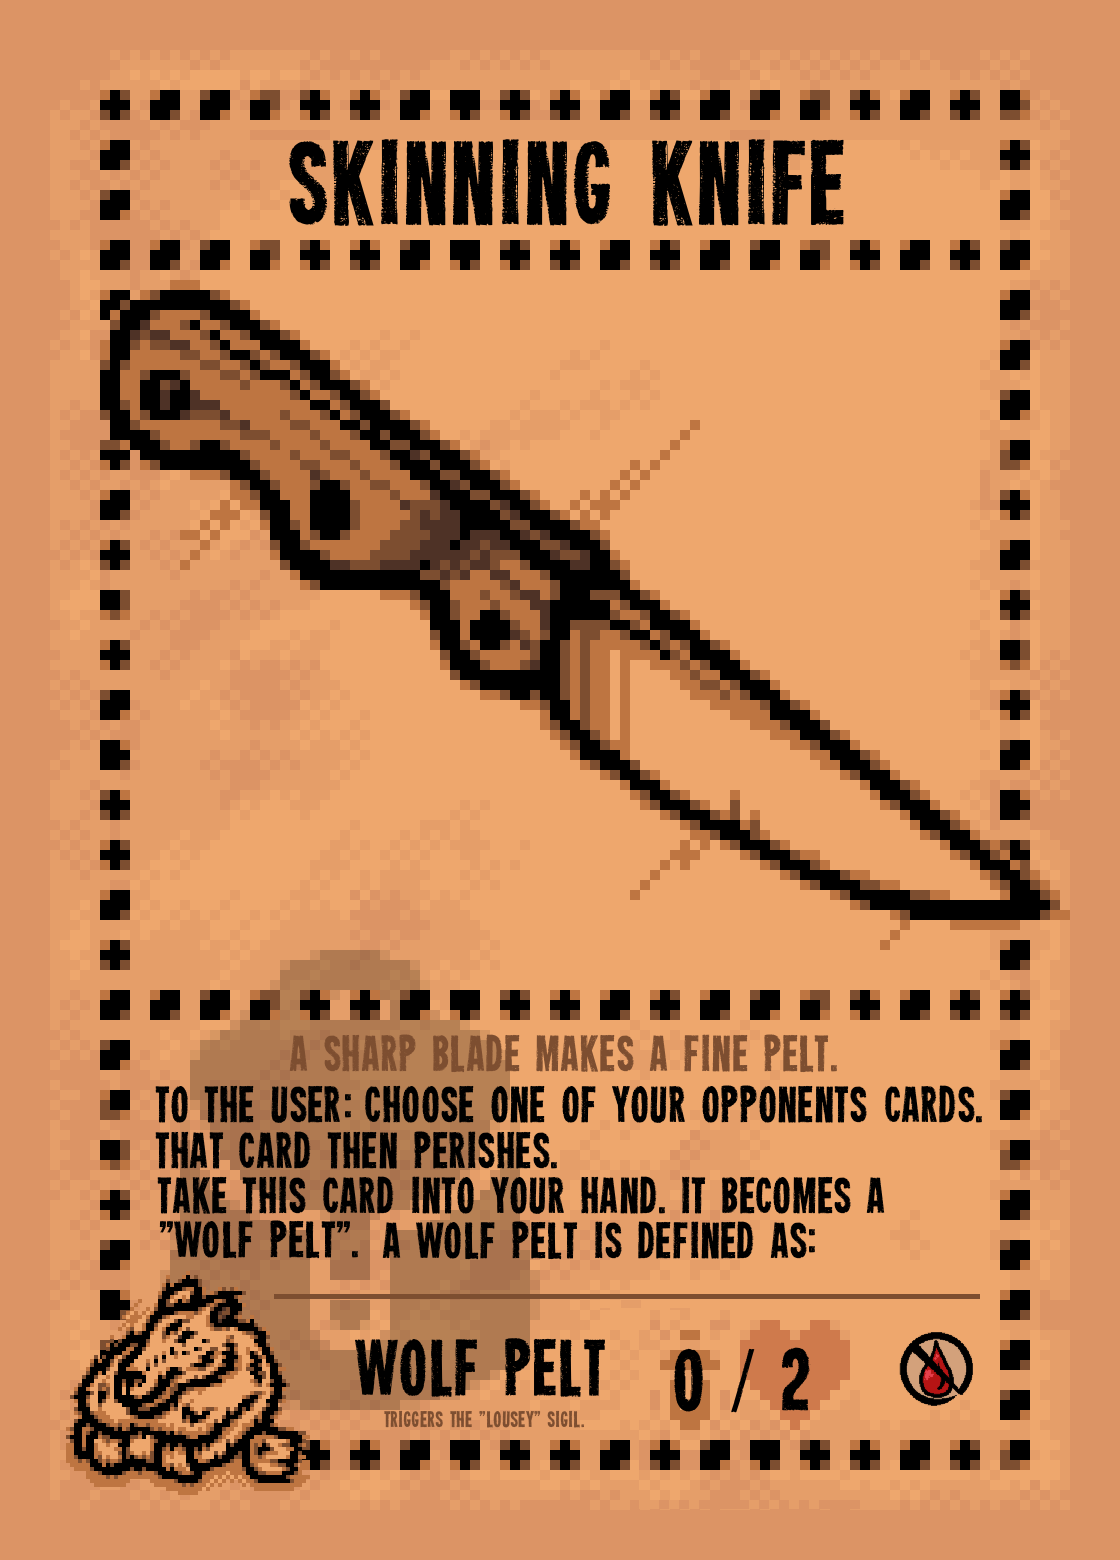 SKINNING KNIFE
A SHARP BLADE MAKES A FINE PELT.
TO THE USER: CHOOSE ONE OF YOUR OPPONENTS CARDS.
THAT CARD THEN PERISHES.
TAKE THIS CARD INTO YOUR HAND. IT BECOMES A
"WOLF PELT". A WOLF PELT IS DEFINED AS:
WOLF PELT 0 / 2
TRIGGERS THE "LOUSEY" SIGIL.